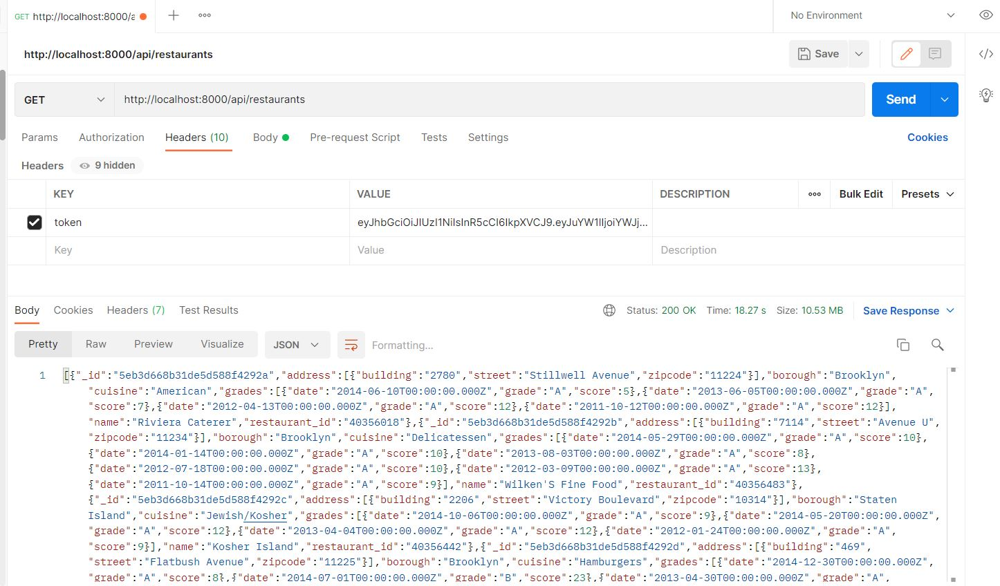 GET http://localhost:8000/a
No Environment
http://localhost:8000/api/restaurants
Save
GET http://localhost:8000/api/restaurants Send
Params Authorization Headers (10) Body Pre-request Script Tests Settings Cookies
Headers 9 hidden
KEY VALUE DESCRIPTION Bulk Edit Presets
token eyJhbGciOiJIUzI1NiIsInR5cCI6IkpXVCJ9.eyJuYW1lIjoiYWJj...
Key Value Description
Body Cookies Headers (7) Test Results Status: 200 OK Time: 18.27 s Size: 10.53 MB Save Response
Pretty Raw Preview Visualize JSON Formatting...
1 [{"_id":"5eb3d668b31de5d588f4292a","address":[{"building":"2780","street":"Stillwell Avenue","zipcode":"11224"}],"borough":"Brooklyn",
"cuisine":"American","grades":[{"date":"2014-06-10T00:00:00.000Z","grade":"A","score":5},{"date":"2013-06-05T00:00:00.000Z","grade":"A",
"score":7},{"date":"2012-04-13T00:00:00.000Z","grade":"A","score":12},{"date":"2011-10-12T00:00:00.000Z","grade":"A","score":12}],
"name":"Riviera Caterer","restaurant_id":"40356018"},{"_id":"5eb3d668b31de5d588f4292b","address":[{"building":"7114","street":"Avenue U",
"zipcode":"11234"}],"borough":"Brooklyn","cuisine":"Delicatessen","grades":[{"date":"2014-05-29T00:00:00.000Z","grade":"A","score":10},
{"date":"2014-01-14T00:00:00.000Z","grade":"A","score":10},{"date":"2013-08-03T00:00:00.000Z","grade":"A","score":8},
{"date":"2012-07-18T00:00:00.000Z","grade":"A","score":10},{"date":"2012-03-09T00:00:00.000Z","grade":"A","score":13},
{"date":"2011-10-14T00:00:00.000Z","grade":"A","score":9}],"name":"Wilken'S Fine Food","restaurant_id":"40356483"},
{"_id":"5eb3d668b31de5d588f4292c","address":[{"building":"2206","street":"Victory Boulevard","zipcode":"10314"}],"borough":"Staten
Island","cuisine":"Jewish/Kosher","grades":[{"date":"2014-10-06T00:00:00.000Z","grade":"A","score":9},{"date":"2014-05-20T00:00:00.000Z",
"grade":"A","score":12},{"date":"2013-04-04T00:00:00.000Z","grade":"A","score":12},{"date":"2012-01-24T00:00:00.000Z","grade":"A",
"score":9}],"name":"Kosher Island","restaurant_id":"40356442"},{"_id":"5eb3d668b31de5d588f4292d","address":[{"building":"469",
"street":"Flatbush Avenue","zipcode":"11225"}],"borough":"Brooklyn","cuisine":"Hamburgers","grades":[{"date":"2014-12-30T00:00:00.000Z",
"grade":"A","score":8},{"date":"2014-07-01T00:00:00.000Z","grade":"B","score":23},{"date":"2013-04-30T00:00:00.000Z","grade":"A",